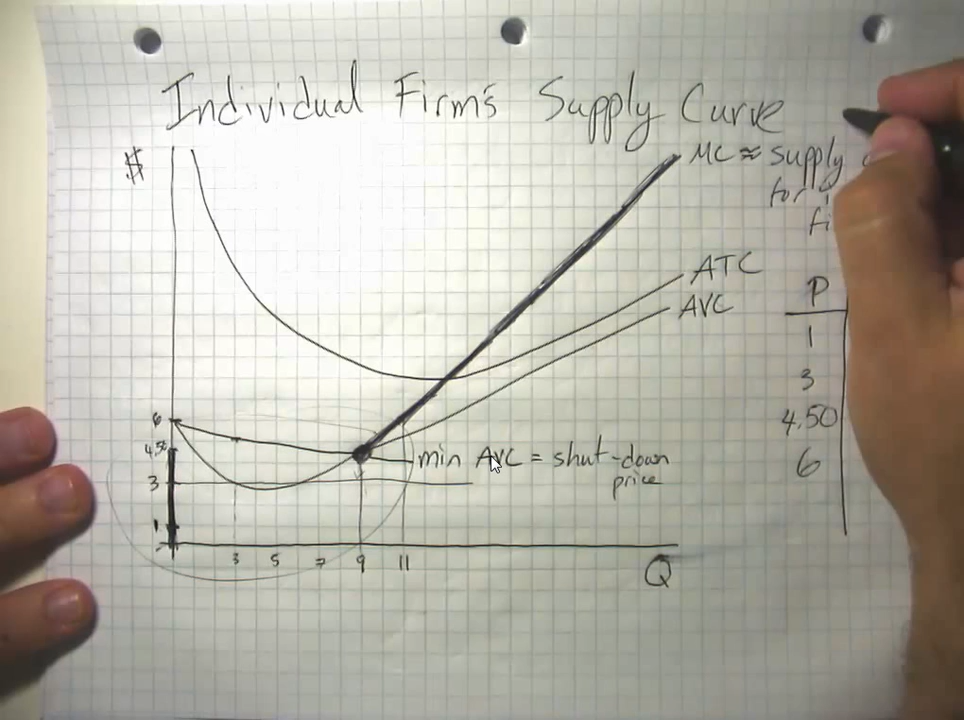 Individual Firm's Supply Curve
$
MC ≈ supply
for
ATC
AVC
P
1
3
4.50
6
6
4.50
3
1
min AVC = shut-down
price
3 5 7 9 11
Q